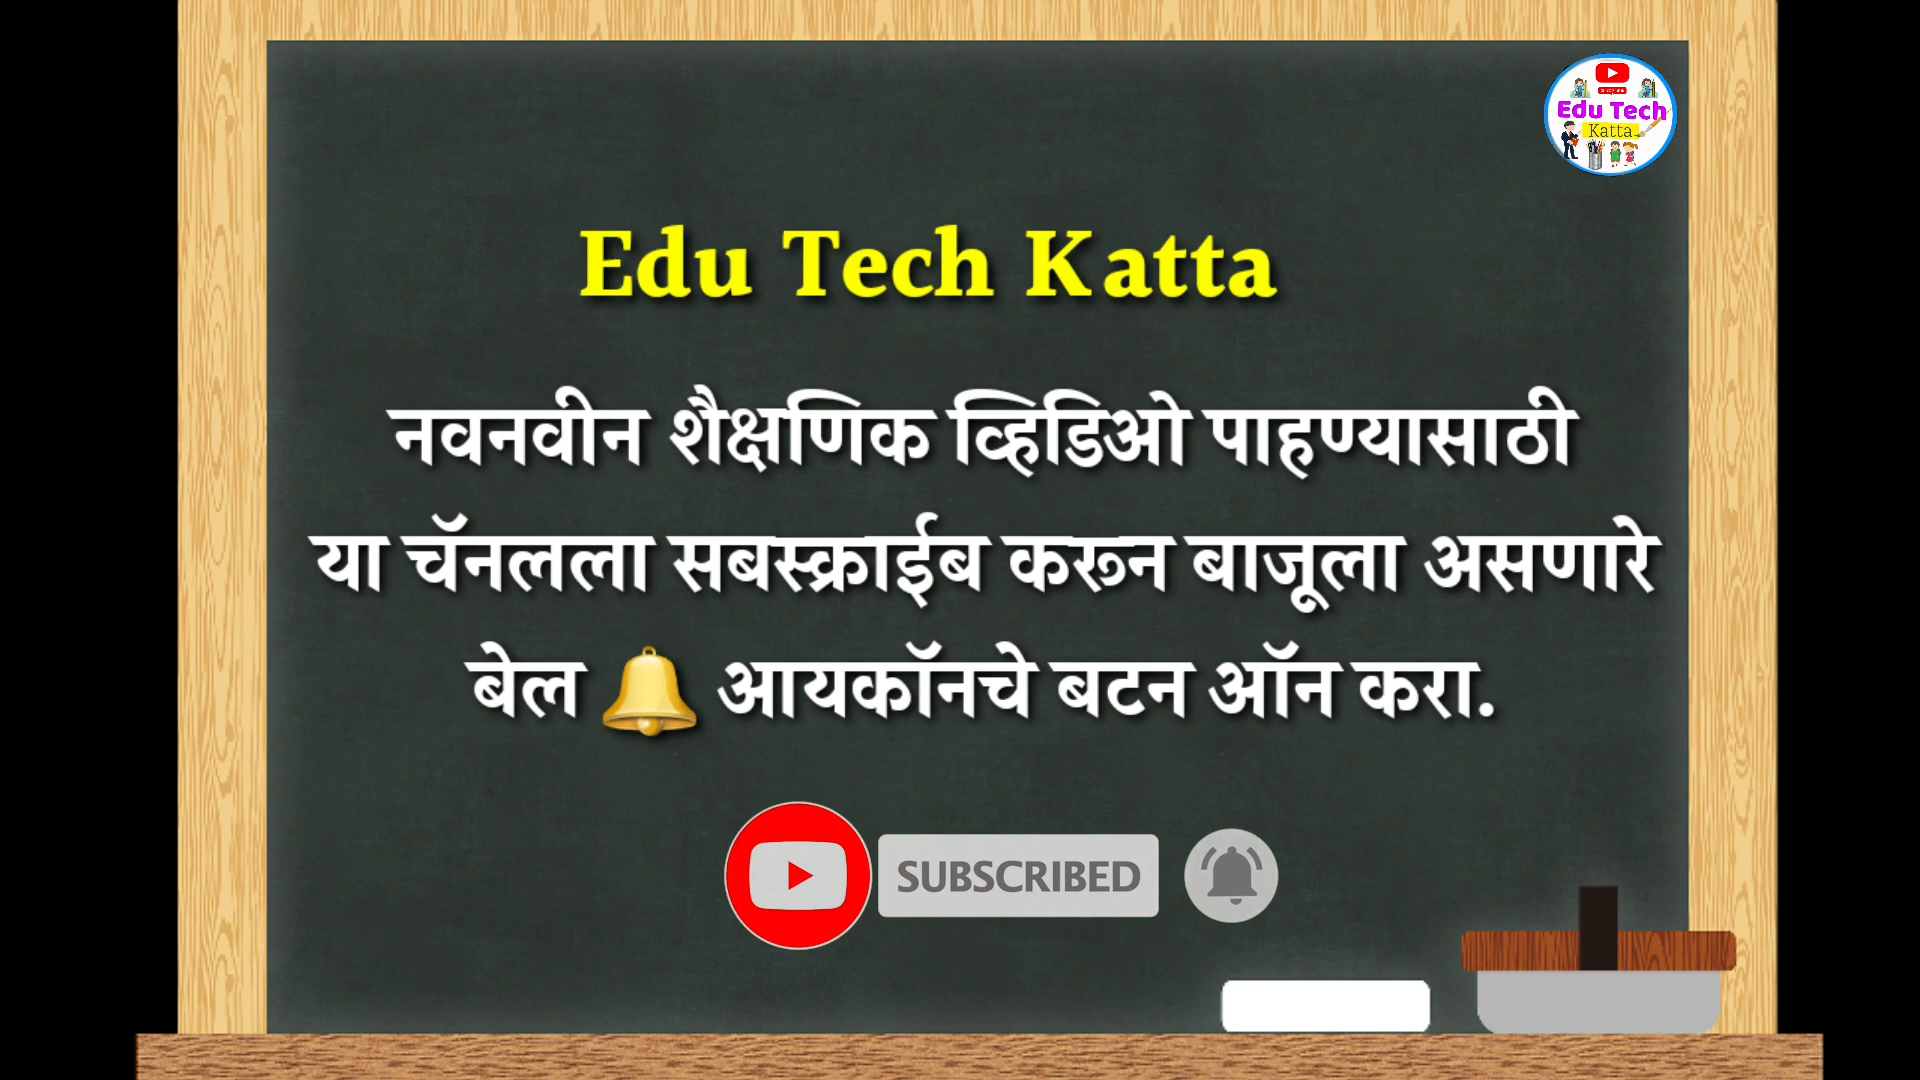 Edu Tech
Katta
Edu Tech Katta
नवनवीन शैक्षणिक व्हिडिओ पाहण्यासाठी
या चॅनलला सबस्क्राईब करून बाजूला असणारे
बेल 🔔 आयकॉनचे बटन ऑन करा.
SUBSCRIBED